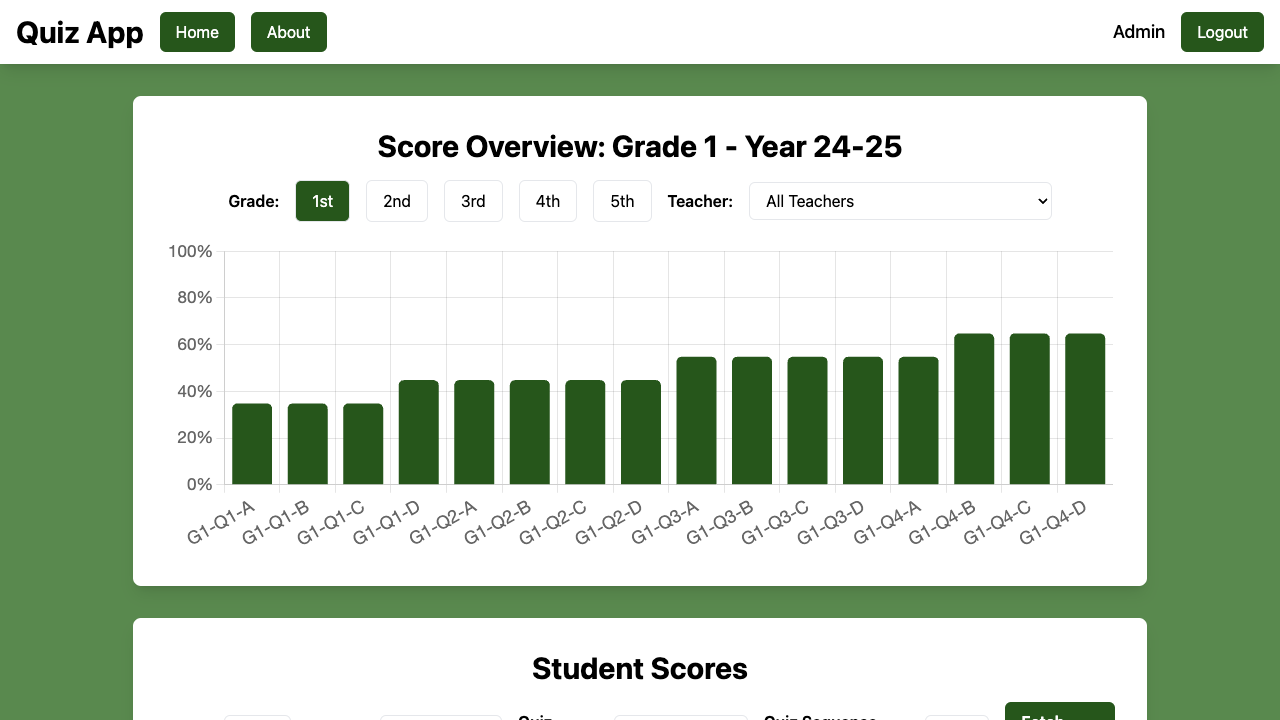 Quiz App Home About Admin Logout
Score Overview: Grade 1 - Year 24-25
Grade: 1st 2nd 3rd 4th 5th Teacher: All Teachers
100%
80%
60%
40%
20%
0%
G1-Q1-A G1-Q1-B G1-Q1-C G1-Q1-D G1-Q2-A G1-Q2-B G1-Q2-C G1-Q2-D G1-Q3-A G1-Q3-B G1-Q3-C G1-Q3-D G1-Q4-A G1-Q4-B G1-Q4-C G1-Q4-D
Student Scores
Quiz Quiz Sequence Fetch